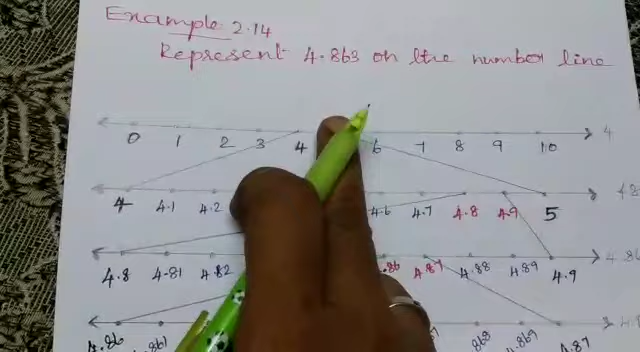 Example 2.14
Represent 4.863 on the number line
0 1 2 3 4 6 7 8 9 10 4
4 4.1 4.2 4.6 4.7 4.8 4.9 5
4.8 4.81 4.82 4.87 4.88 4.89 4.9
4.86 4.869 4.87